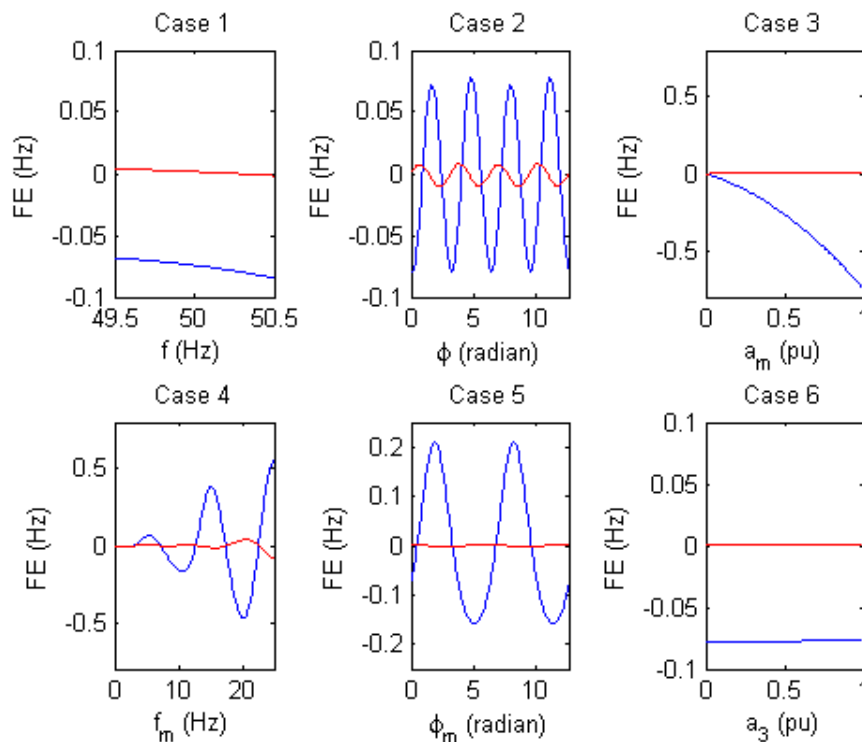 Case 1
FE (Hz)
0.1
0.05
0
-0.05
-0.1
49.5 50 50.5
f (Hz)
Case 2
FE (Hz)
0.1
0.05
0
-0.05
-0.1
0 5 10
ϕ (radian)
Case 3
FE (Hz)
0.5
0
-0.5
0 0.5 1
a_m (pu)
Case 4
FE (Hz)
0.5
0
-0.5
0 10 20
f_m (Hz)
Case 5
FE (Hz)
0.2
0.1
0
-0.1
-0.2
0 5 10
ϕ_m (radian)
Case 6
FE (Hz)
0.1
0.05
0
-0.05
-0.1
0 0.5 1
a_3 (pu)